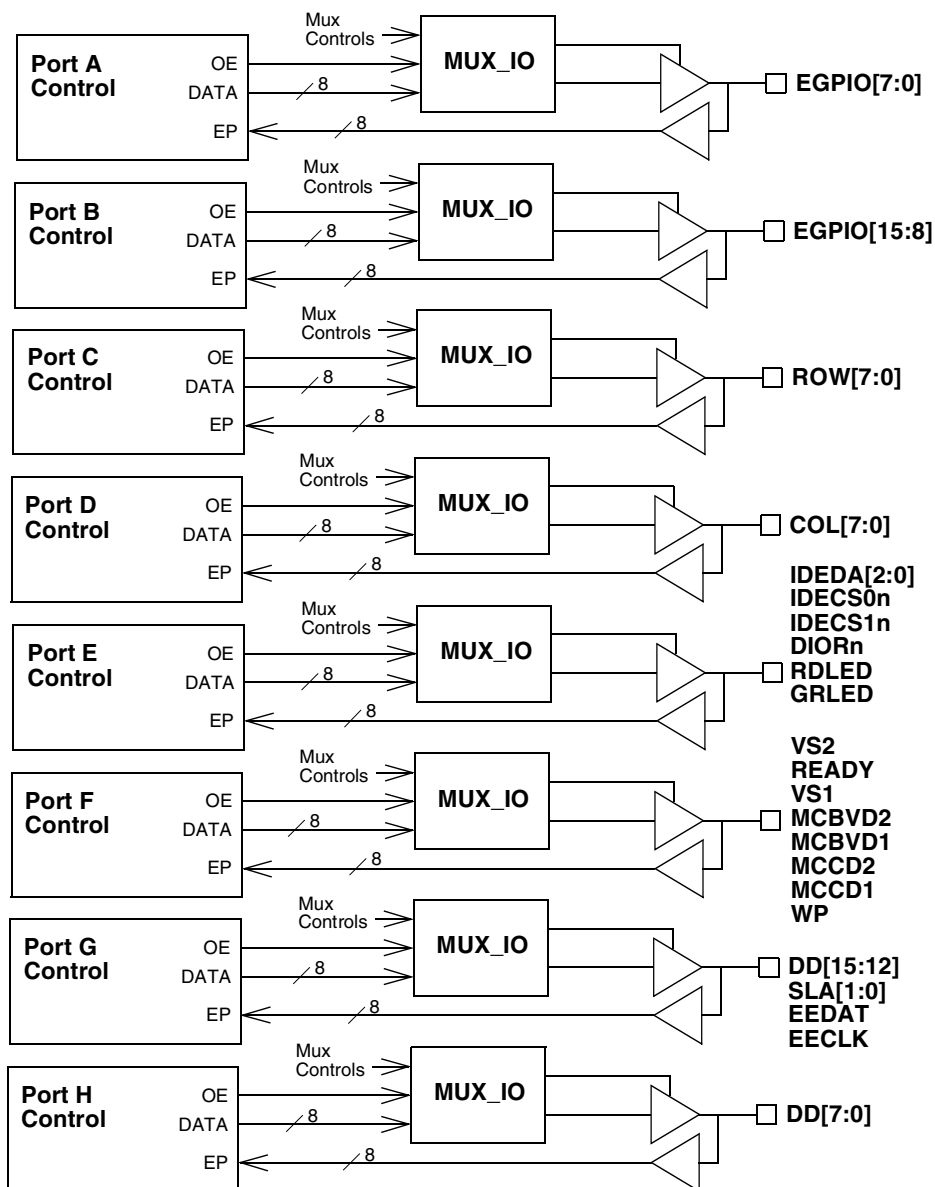 Mux
Controls
Port A
Control
OE
DATA
EP
8
8
MUX_IO
EGPIO[7:0]
Mux
Controls
Port B
Control
OE
DATA
EP
8
8
MUX_IO
EGPIO[15:8]
Mux
Controls
Port C
Control
OE
DATA
EP
8
8
MUX_IO
ROW[7:0]
Mux
Controls
Port D
Control
OE
DATA
EP
8
8
MUX_IO
COL[7:0]
Mux
Controls
Port E
Control
OE
DATA
EP
8
8
MUX_IO
IDEDA[2:0]
IDECS0n
IDECS1n
DIORn
RDLED
GRLED
Mux
Controls
Port F
Control
OE
DATA
EP
8
8
MUX_IO
VS2
READY
VS1
MCBVD2
MCBVD1
MCCD2
MCCD1
WP
Mux
Controls
Port G
Control
OE
DATA
EP
8
8
MUX_IO
DD[15:12]
SLA[1:0]
EEDAT
EECLK
Mux
Controls
Port H
Control
OE
DATA
EP
8
8
MUX_IO
DD[7:0]